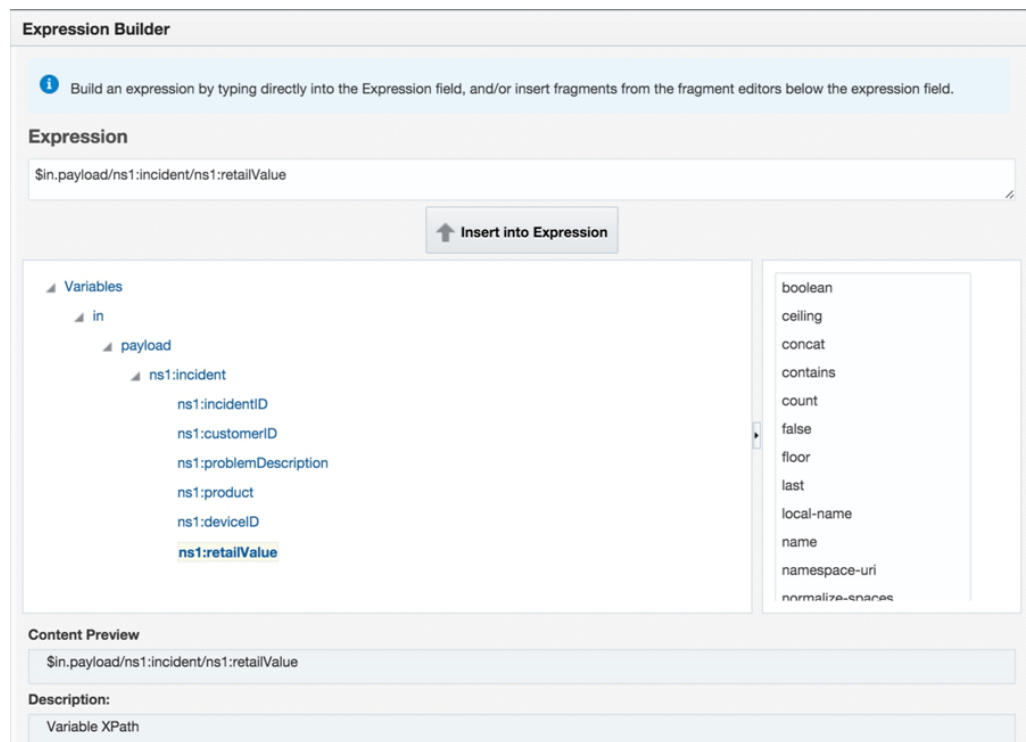 Expression Builder
Build an expression by typing directly into the Expression field, and/or insert fragments from the fragment editors below the expression field.
Expression
$in.payload/ns1:incident/ns1:retailValue
Insert into Expression
Variables
in
payload
ns1:incident
ns1:incidentID
ns1:customerID
ns1:problemDescription
ns1:product
ns1:deviceID
ns1:retailValue
boolean
ceiling
concat
contains
count
false
floor
last
local-name
name
namespace-uri
normalize-spaces
Content Preview
$in.payload/ns1:incident/ns1:retailValue
Description:
Variable XPath